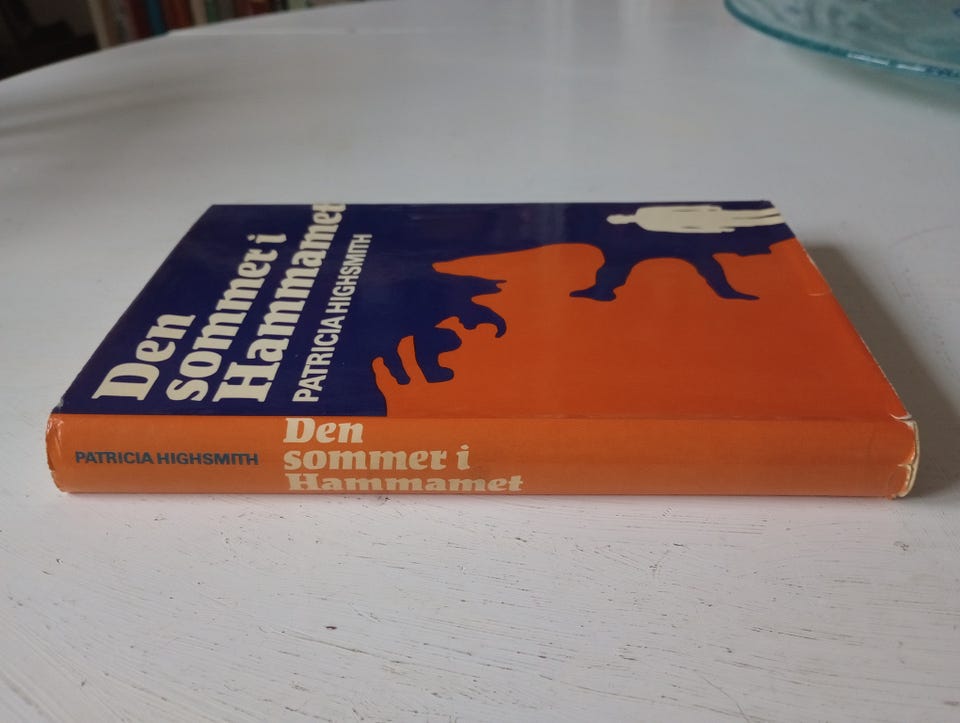 Den
sommer i
Hammamet
PATRICIA HIGHSMITH
PATRICIA HIGHSMITH
Den
sommer i
Hammamet